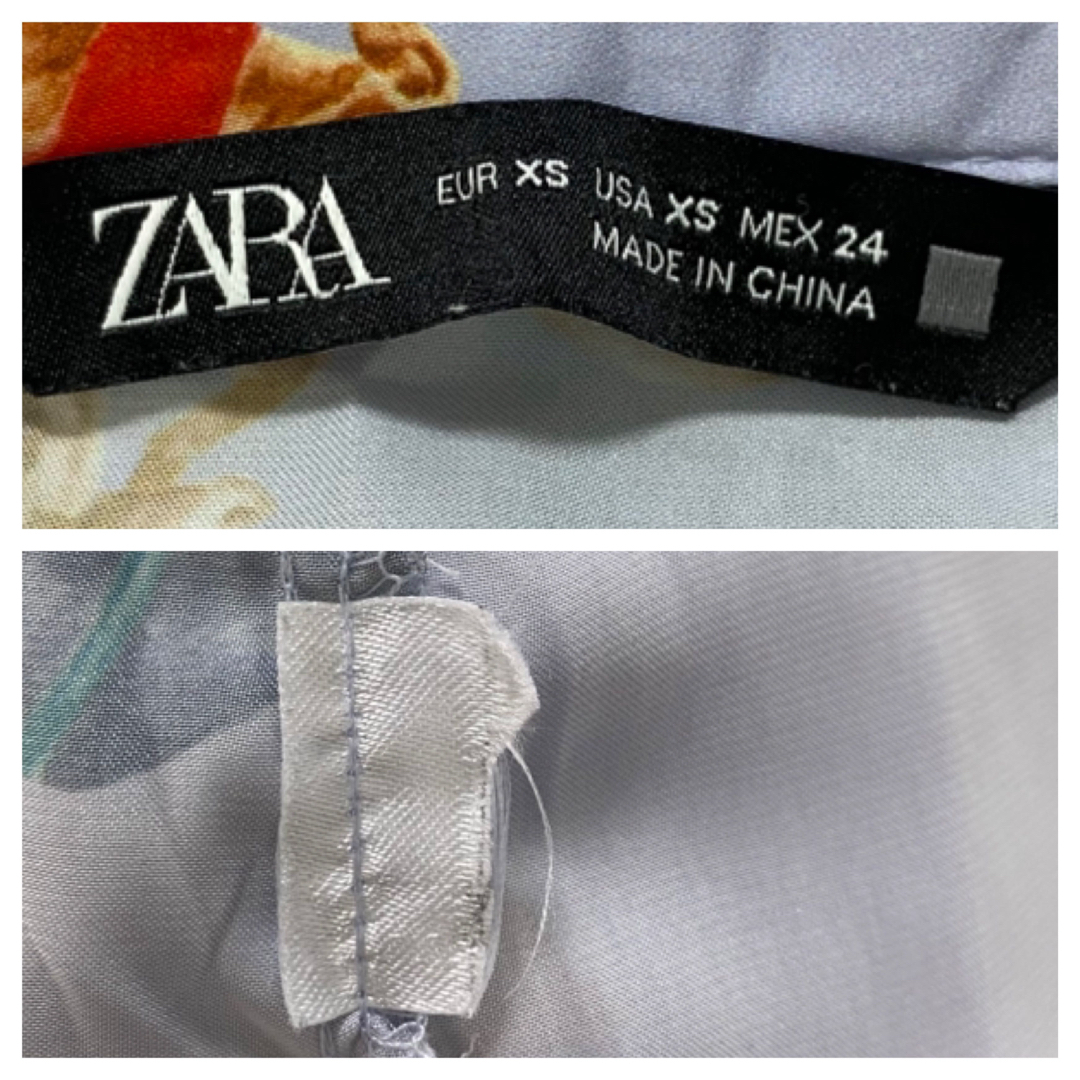 ZARA
EUR XS USA XS MEX 24
MADE IN CHINA